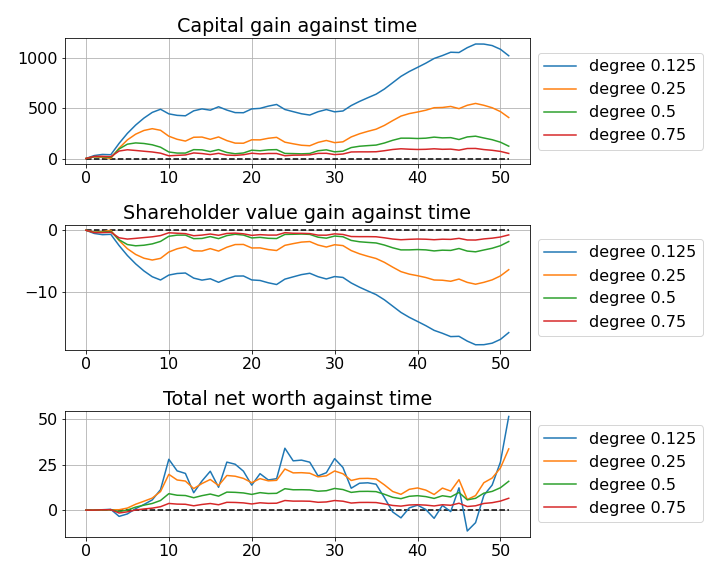 Capital gain against time
1000
500
0
0 10 20 30 40 50
degree 0.125
degree 0.25
degree 0.5
degree 0.75
Shareholder value gain against time
0
−10
0 10 20 30 40 50
degree 0.125
degree 0.25
degree 0.5
degree 0.75
Total net worth against time
50
25
0
0 10 20 30 40 50
degree 0.125
degree 0.25
degree 0.5
degree 0.75